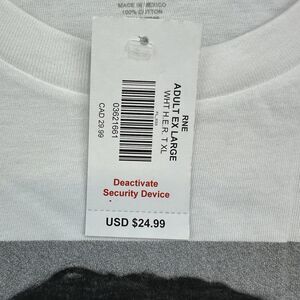 MADE IN MEXICO
100% COTTON
RNE
ADULT EX LARGE
WHT H.E.R. T XL
03621661
CAD 29.99
Deactivate
Security Device
USD $24.99